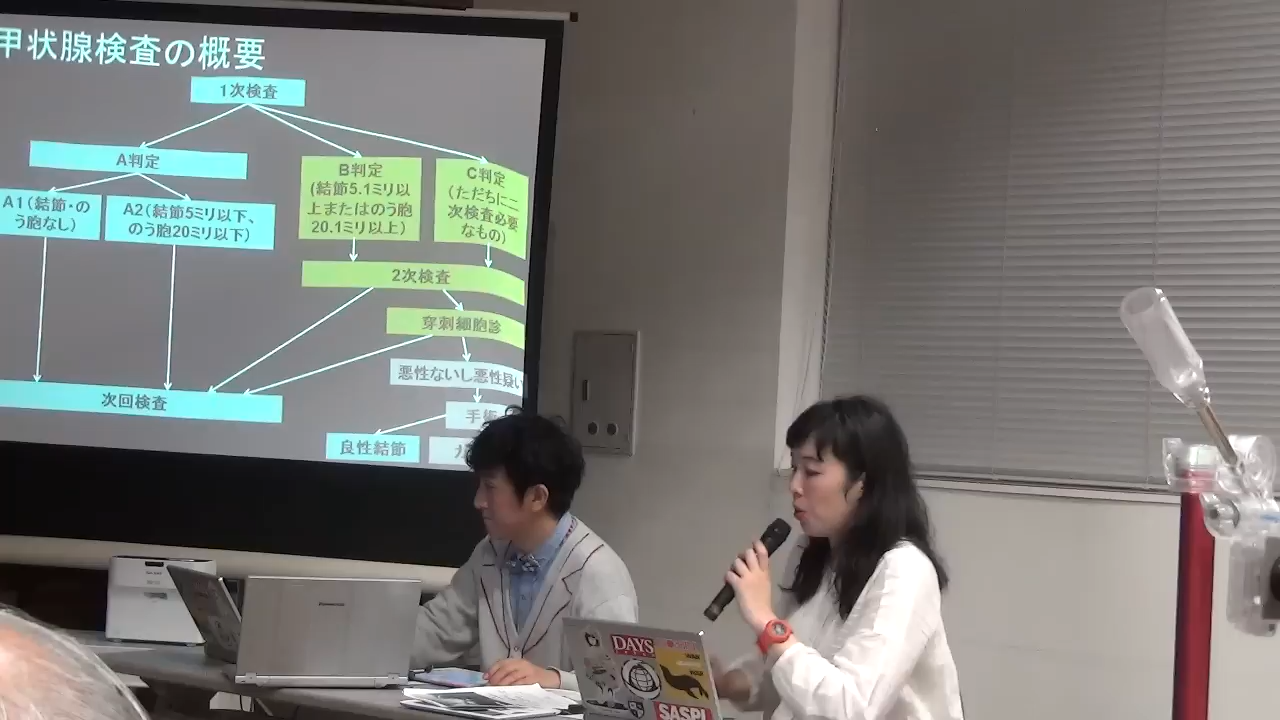 甲状腺検査の概要
1次検査
A判定
B判定
(結節5.1ミリ以
上またはのう胞
20.1ミリ以上)
C判定
(ただちに二
次検査必要
なもの)
A1(結節・の
う胞なし)
A2(結節5ミリ以下、
のう胞20ミリ以下)
2次検査
穿刺細胞診
悪性ないし悪性疑い
次回検査
手術
良性結節
DAYS
SASPL